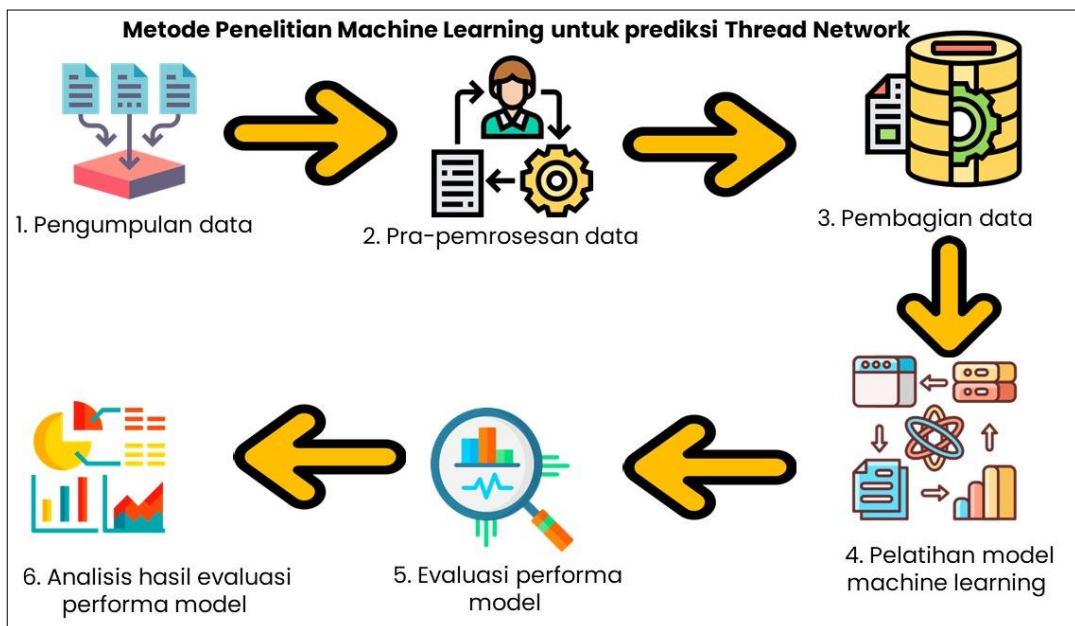 Metode Penelitian Machine Learning untuk prediksi Thread Network
1. Pengumpulan data
2. Pra-pemrosesan data
3. Pembagian data
4. Pelatihan model
machine learning
5. Evaluasi performa
model
6. Analisis hasil evaluasi
performa model